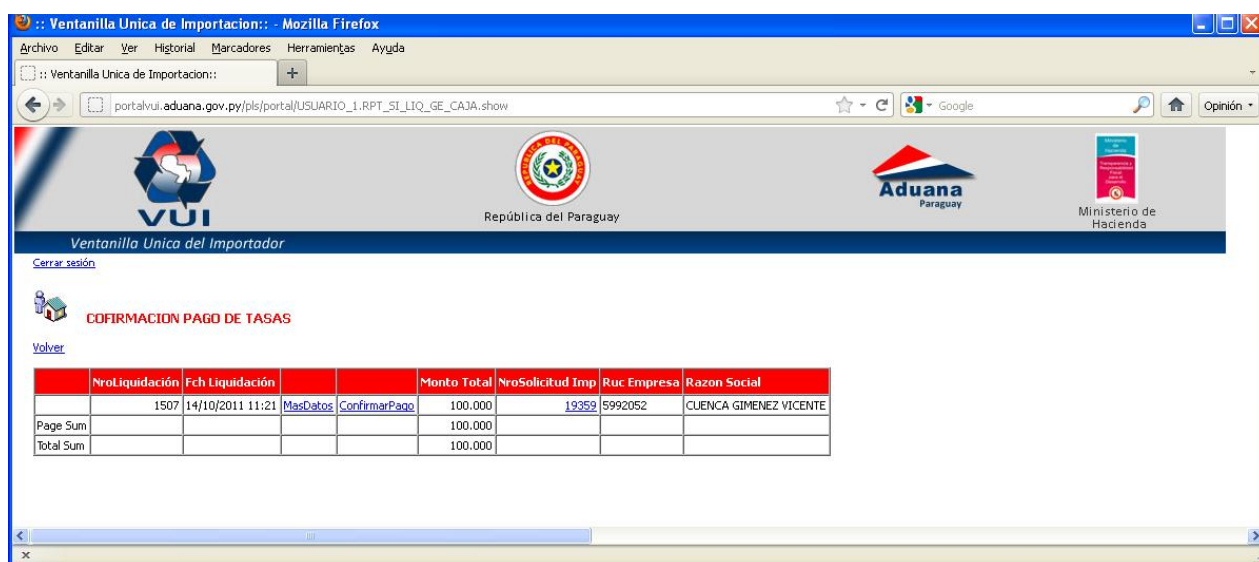 :: Ventanilla Unica de Importacion:: - Mozilla Firefox
Archivo Editar Ver Historial Marcadores Herramientas Ayuda
:: Ventanilla Unica de Importacion:: +
portalvui.aduana.gov.py/pls/portal/USUARIO_1.RPT_SI_LIQ_GE_CAJA.show Google Opinión
VUI
República del Paraguay
Aduana
Paraguay
Ministerio de
Hacienda
Ventanilla Unica del Importador
Cerrar sesión
COFIRMACION PAGO DE TASAS
Volver
NroLiquidación Fch Liquidación Monto Total NroSolicitud Imp Ruc Empresa Razon Social
1507 14/10/2011 11:21 MasDatos ConfirmarPago 100.000 19359 5992052 CUENCA GIMENEZ VICENTE
Page Sum 100.000
Total Sum 100.000